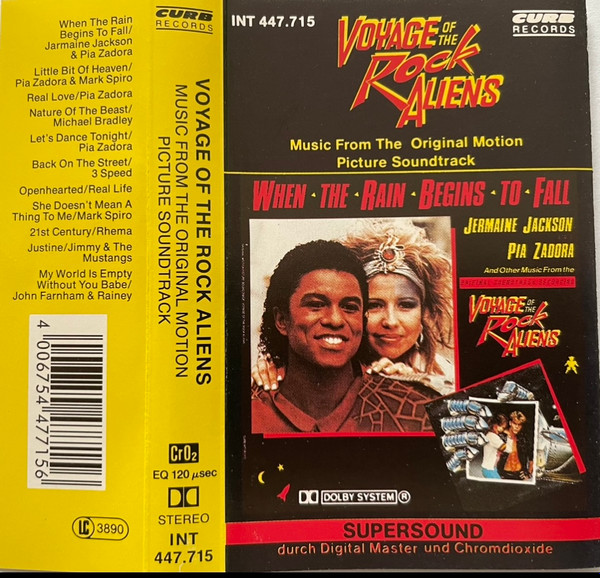 When The Rain
Begins To Fall/
Jarmaine Jackson
& Pia Zadora
Little Bit Of Heaven/
Pia Zadora & Mark Spiro
Real Love/Pia Zadora
Nature Of The Beast/
Michael Bradley
Let's Dance Tonight/
Pia Zadora
Back On The Street/
3 Speed
Openhearted/Real Life
She Doesn't Mean A
Thing To Me/Mark Spiro
21st Century/Rhema
Justine/Jimmy & The
Mustangs
My World Is Empty
Without You Babe/
John Farnham & Rainey
4 006754 477156
LC 3890
CURB
RECORDS
VOYAGE OF THE ROCK ALIENS
MUSIC FROM THE ORIGINAL MOTION
PICTURE SOUNDTRACK
CrO2
EQ 120 µsec
STEREO
INT
447.715
INT 447.715
CURB
RECORDS
VOYAGE OF THE
ROCK
ALIENS
Music From The Original Motion
Picture Soundtrack
WHEN · THE · RAIN · BEGINS · TO · FALL
JERMAINE JACKSON
PIA ZADORA
And Other Music From the
VOYAGE OF THE
ROCK
ALIENS
DOLBY SYSTEM R
SUPERSOUND
durch Digital Master und Chromdioxide